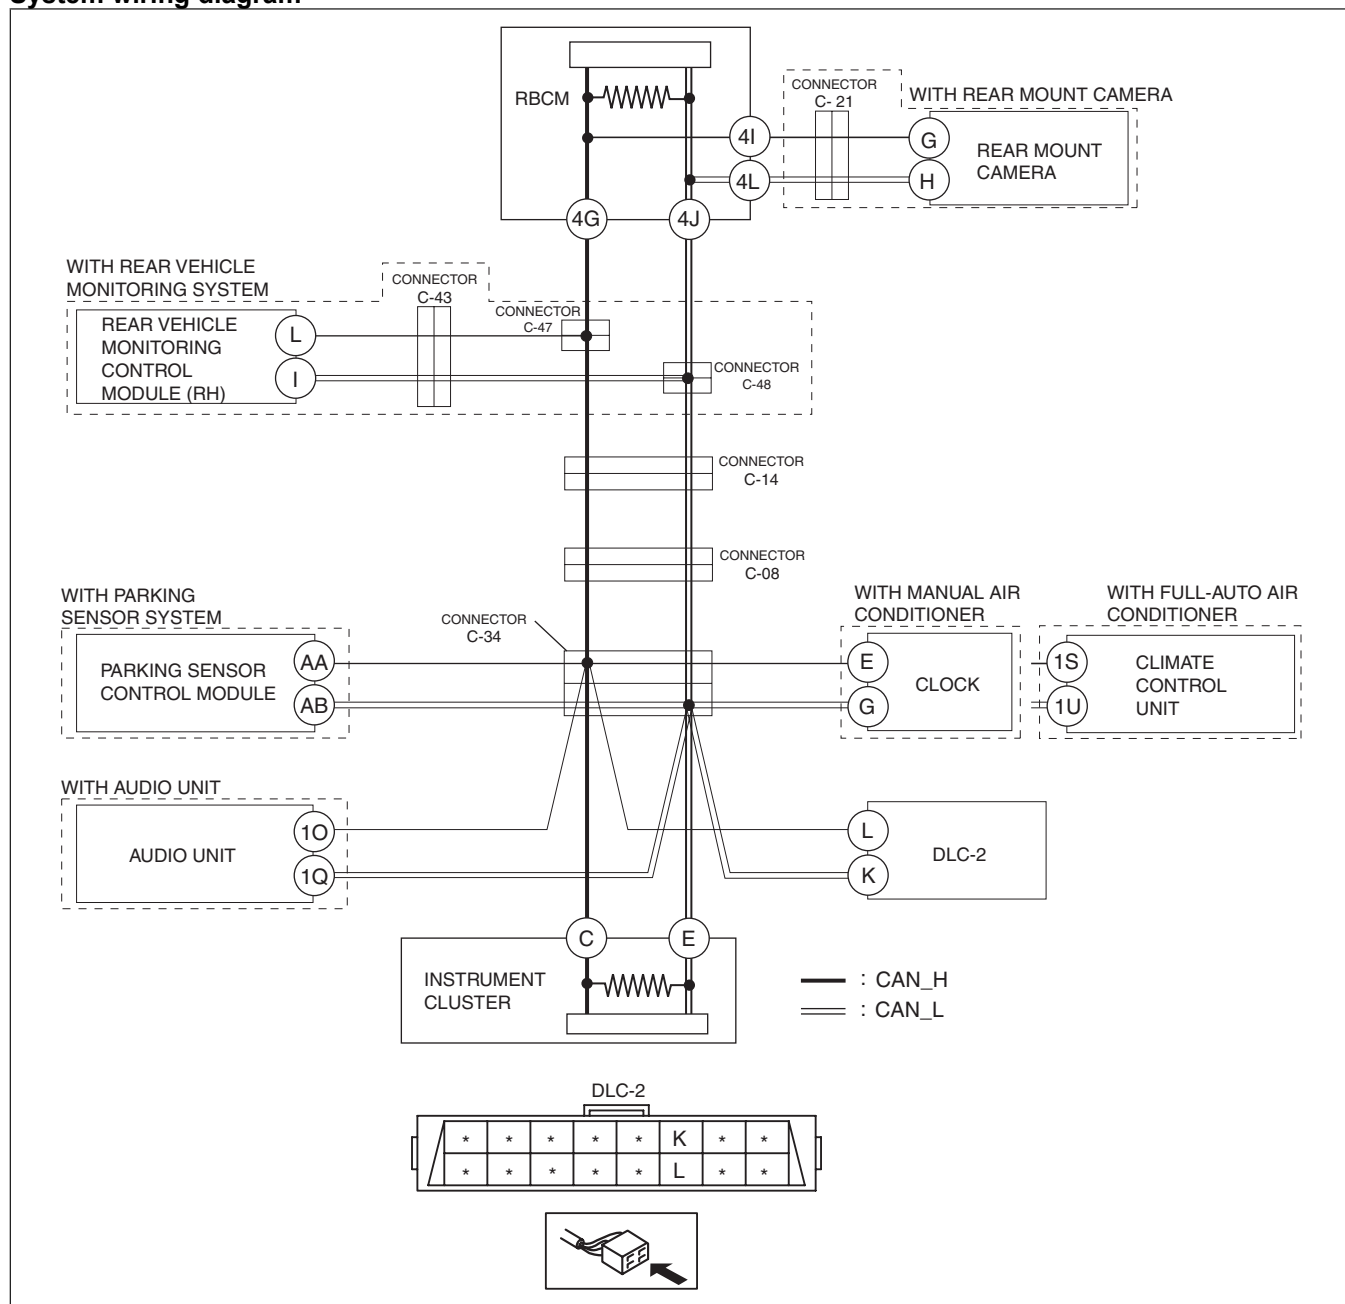 System wiring diagram
RBCM
CONNECTOR
C- 21
WITH REAR MOUNT CAMERA
4I
G
REAR MOUNT
CAMERA
4L
H
4G
4J
WITH REAR VEHICLE
MONITORING SYSTEM
CONNECTOR
C-43
REAR VEHICLE
MONITORING
CONTROL
MODULE (RH)
L
I
CONNECTOR
C-47
CONNECTOR
C-48
CONNECTOR
C-14
CONNECTOR
C-08
WITH PARKING
SENSOR SYSTEM
CONNECTOR
C-34
WITH MANUAL AIR
CONDITIONER
WITH FULL-AUTO AIR
CONDITIONER
PARKING SENSOR
CONTROL MODULE
AA
AB
E
G
CLOCK
1S
1U
CLIMATE
CONTROL
UNIT
WITH AUDIO UNIT
AUDIO UNIT
1O
1Q
L
K
DLC-2
C
E
INSTRUMENT
CLUSTER
: CAN_H
: CAN_L
DLC-2
* * * * * K * *
* * * * * L * *